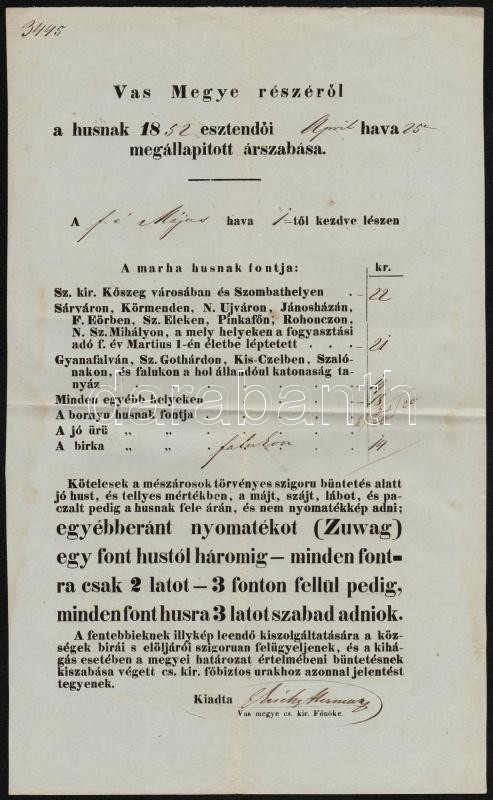 3445
Vas Megye részéről
a husnak 1852 esztendői April hava 25
megállapitott árszabása.
A f. é Május hava 1-től kezdve lészen
A marha husnak fontja: kr.
Sz. kir. Kőszeg városában és Szombathelyen . 22
Sárváron, Körmenden, N. Ujváron, Jánosházán,
F. Eörben, Sz. Eleken, Pinkafőn, Rohonczon,
N. Sz. Mihályon, a mely helyeken a fogyasztási
adó f. év Martius 1-én életbe léptetett . . . 21
Gyanafalván, Sz. Gothárdon, Kis-Czelben, Szaló-
nakon, és falukon a hol állandóul katonaság ta-
nyáz . . . . . .
Minden egyébb helyeken . . . .
A borayu husnak fontja . . . .
A jó ürü „ „ . . . .
A birka „ „ falukon . 14.
darabanth
Kötelesek a mészárosok törvényes szigoru büntetés alatt
jó hust, és tellyes mértékben, a májt, szájt, lábot, és pa-
czalt pedig a husnak fele árán, és nem nyomatékkép adni;
egyébberánt nyomatékot (Zuwag)
egy font hustól háromig — minden font-
ra csak 2 latot — 3 fonton fellül pedig,
minden font husra 3 latot szabad adniok.
A fentebbieknek illykép leendő kiszolgáltatására a köz-
ségek birái s elöljárói szigoruan felügyeljenek, és a kihá-
gás esetében a megyei határozat értelmébeni büntetésnek
kiszabása végett cs. kir. főbiztos urakhoz azonnal jelentést
tegyenek.
Kiadta
Vas megye cs. kir. Főnöke.